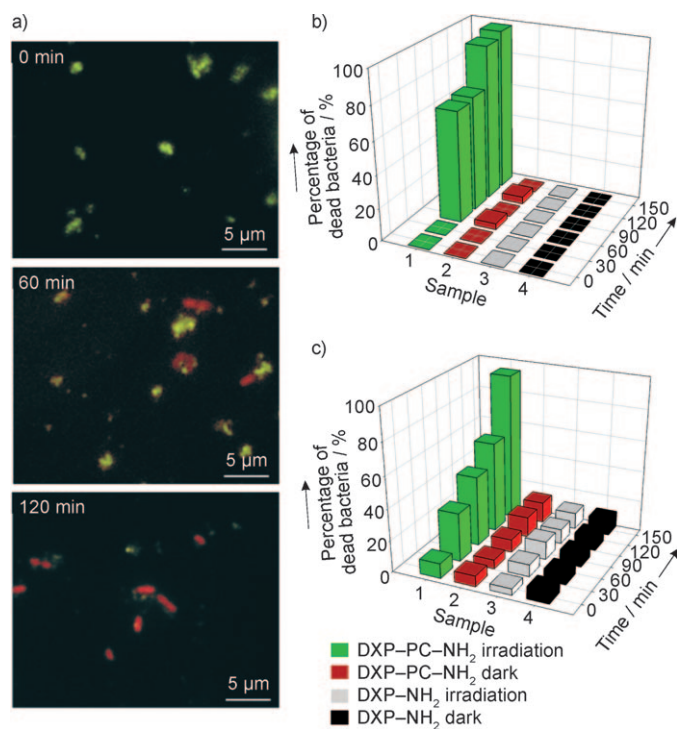 a)
0 min
5 µm
60 min
5 µm
120 min
5 µm
b)
Percentage of
dead bacteria / %
100
80
60
40
20
0
1
2
3
4
Sample
0
30
60
90
120
150
Time / min
c)
Percentage of
dead bacteria / %
100
80
60
40
20
0
1
2
3
4
Sample
0
30
60
90
120
150
Time / min
DXP–PC–NH₂ irradiation
DXP–PC–NH₂ dark
DXP–NH₂ irradiation
DXP–NH₂ dark